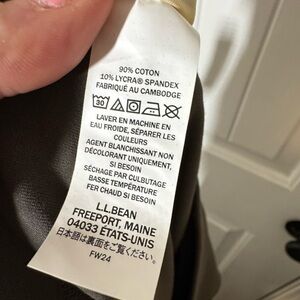 90% COTON
10% LYCRA® SPANDEX
FABRIQUÉ AU CAMBODGE
30
LAVER EN MACHINE EN
EAU FROIDE, SÉPARER LES
COULEURS
AGENT BLANCHISSANT NON
DÉCOLORANT UNIQUEMENT,
SI BESOIN
SÉCHAGE PAR CULBUTAGE
BASSE TEMPÉRATURE
FER CHAUD SI BESOIN
L.L.BEAN
FREEPORT, MAINE
04033 ÉTATS-UNIS
日本語は裏面をご覧ください。
FW24